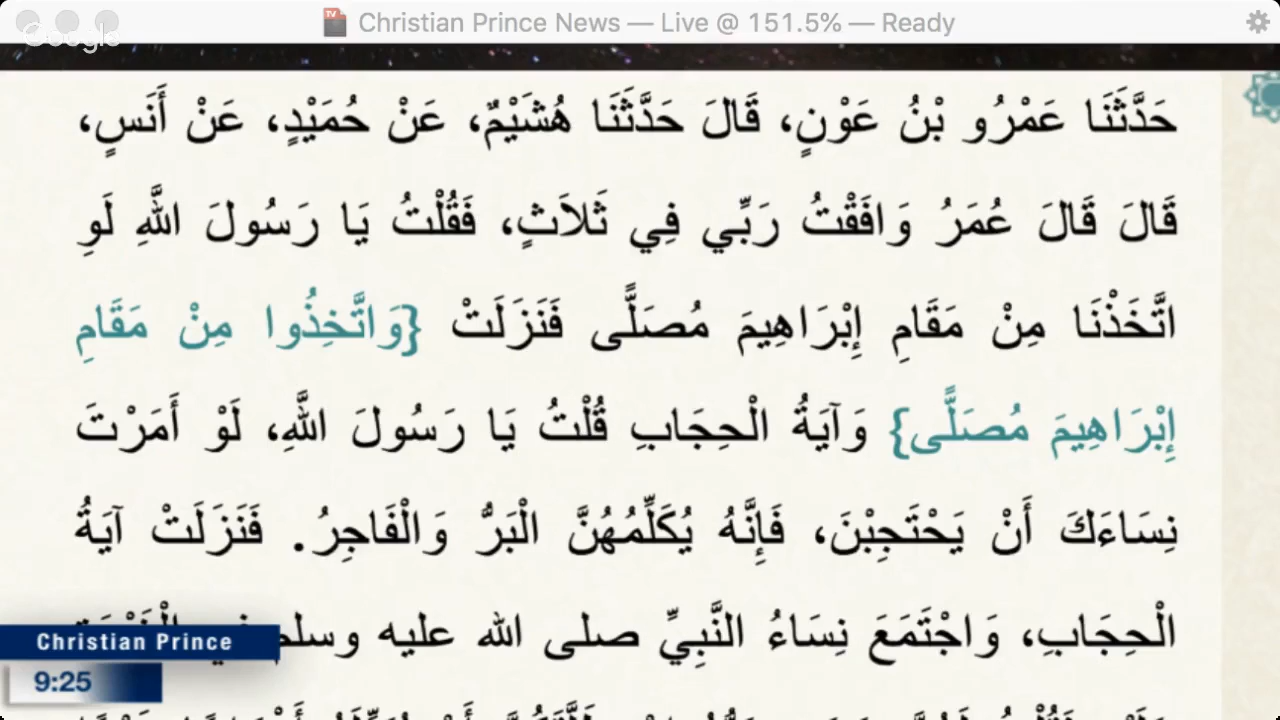 Christian Prince News — Live @ 151.5% — Ready
Google
حَدَّثَنَا عَمْرُو بْنُ عَوْنٍ، قَالَ حَدَّثَنَا هُشَيْمٌ، عَنْ حُمَيْدٍ، عَنْ أَنَسٍ،
قَالَ قَالَ عُمَرُ وَافَقْتُ رَبِّي فِي ثَلاَثٍ، فَقُلْتُ يَا رَسُولَ اللَّهِ لَوِ
اتَّخَذْنَا مِنْ مَقَامِ إِبْرَاهِيمَ مُصَلًّى فَنَزَلَتْ {وَاتَّخِذُوا مِنْ مَقَامِ
إِبْرَاهِيمَ مُصَلًّى} وَآيَةُ الْحِجَابِ قُلْتُ يَا رَسُولَ اللَّهِ، لَوْ أَمَرْتَ
نِسَاءَكَ أَنْ يَحْتَجِبْنَ، فَإِنَّهُ يُكَلِّمُهُنَّ الْبَرُّ وَالْفَاجِرُ. فَنَزَلَتْ آيَةُ
الْحِجَابِ، وَاجْتَمَعَ نِسَاءُ النَّبِيِّ صلى الله عليه وسلم
Christian Prince
9:25